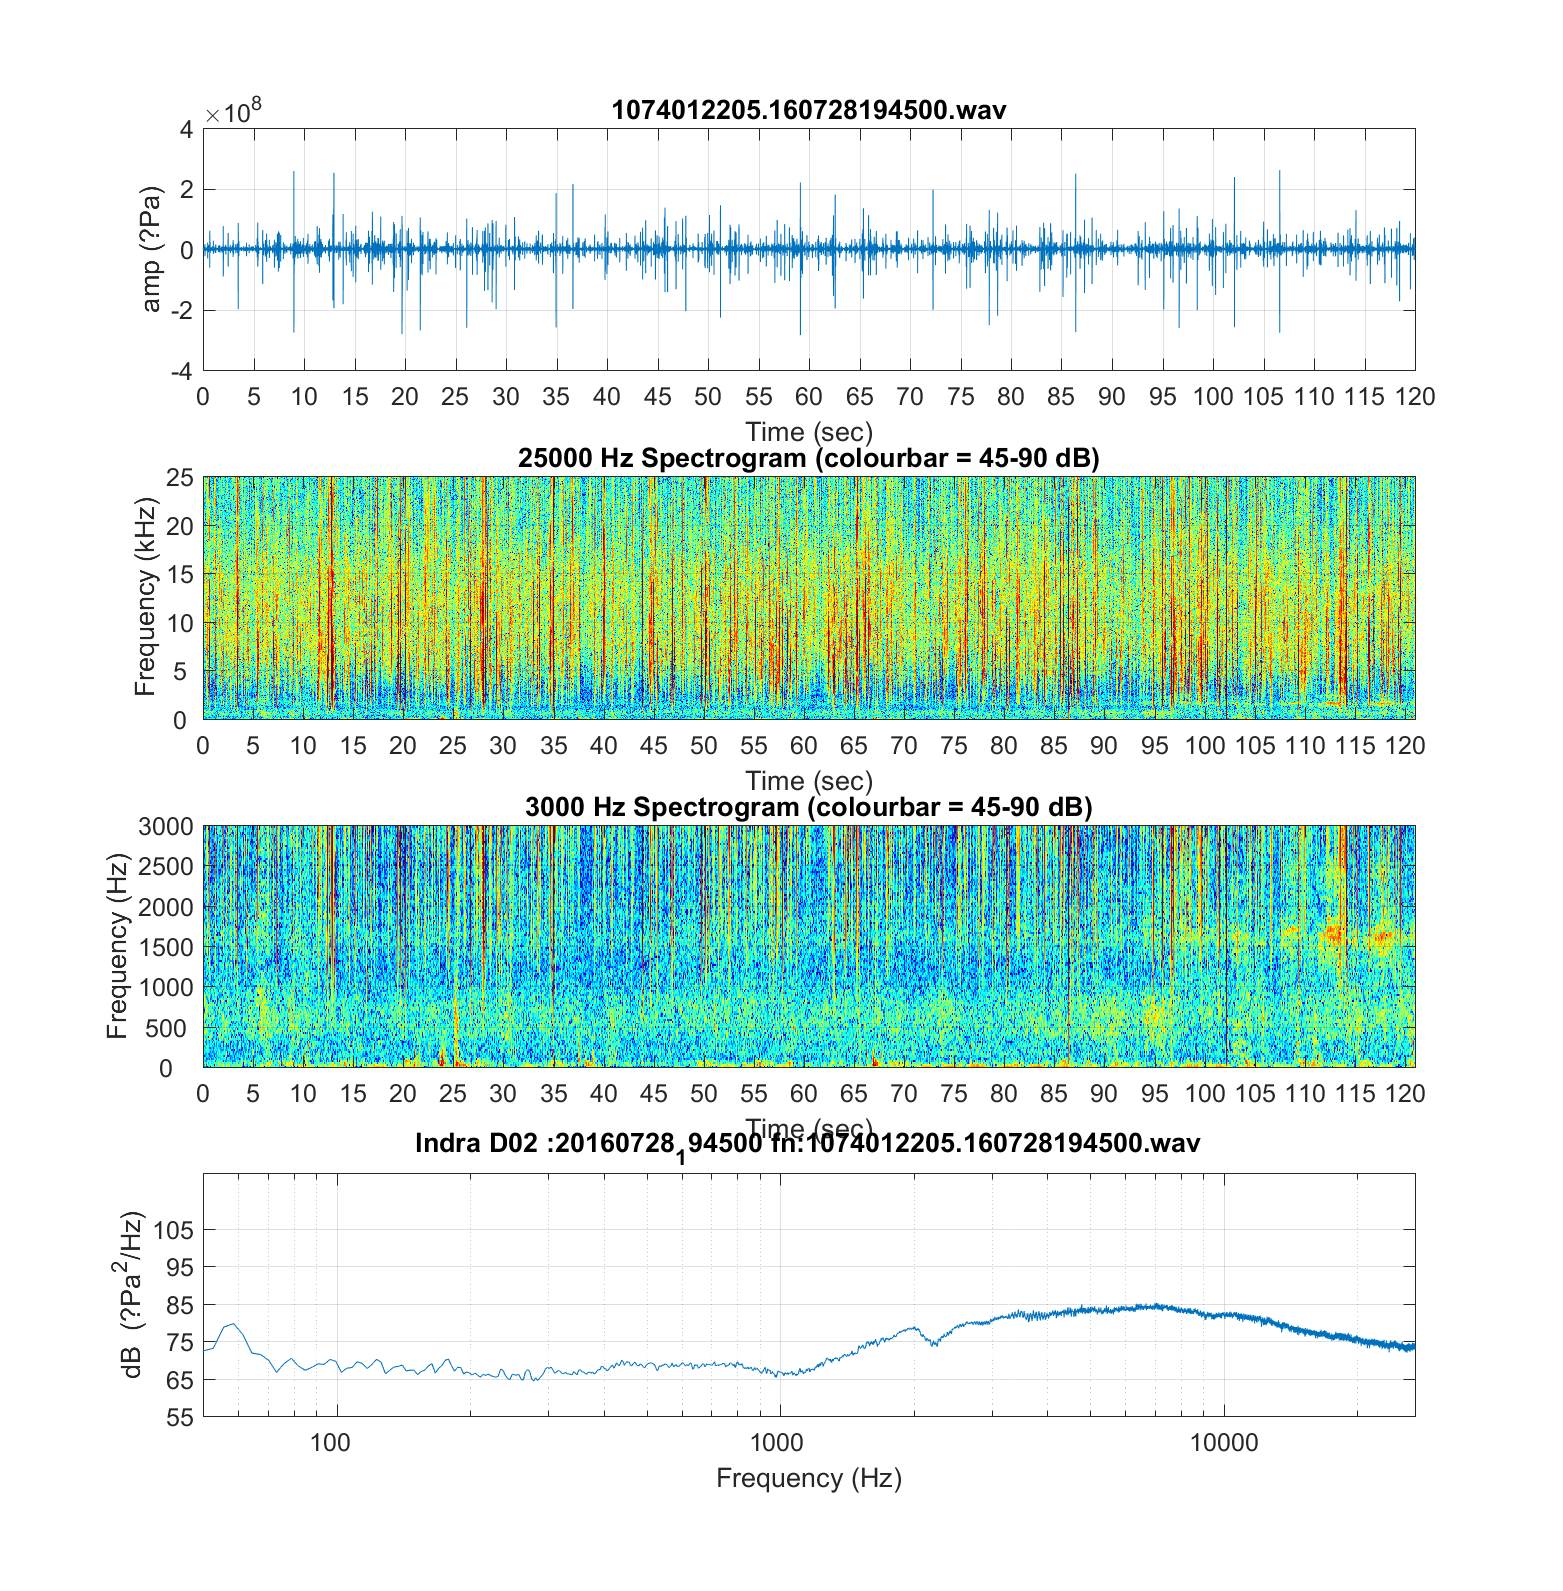 ×10⁸
1074012205.160728194500.wav
4
2
0
-2
-4
amp (?Pa)
0 5 10 15 20 25 30 35 40 45 50 55 60 65 70 75 80 85 90 95 100 105 110 115 120
Time (sec)
25000 Hz Spectrogram (colourbar = 45-90 dB)
25
20
15
10
5
0
Frequency (kHz)
0 5 10 15 20 25 30 35 40 45 50 55 60 65 70 75 80 85 90 95 100 105 110 115 120
Time (sec)
3000 Hz Spectrogram (colourbar = 45-90 dB)
3000
2500
2000
1500
1000
500
0
Frequency (Hz)
0 5 10 15 20 25 30 35 40 45 50 55 60 65 70 75 80 85 90 95 100 105 110 115 120
Time (sec)
Indra D02 :20160728₁94500 fn:1074012205.160728194500.wav
105
95
85
75
65
55
dB (?Pa²/Hz)
100 1000 10000
Frequency (Hz)